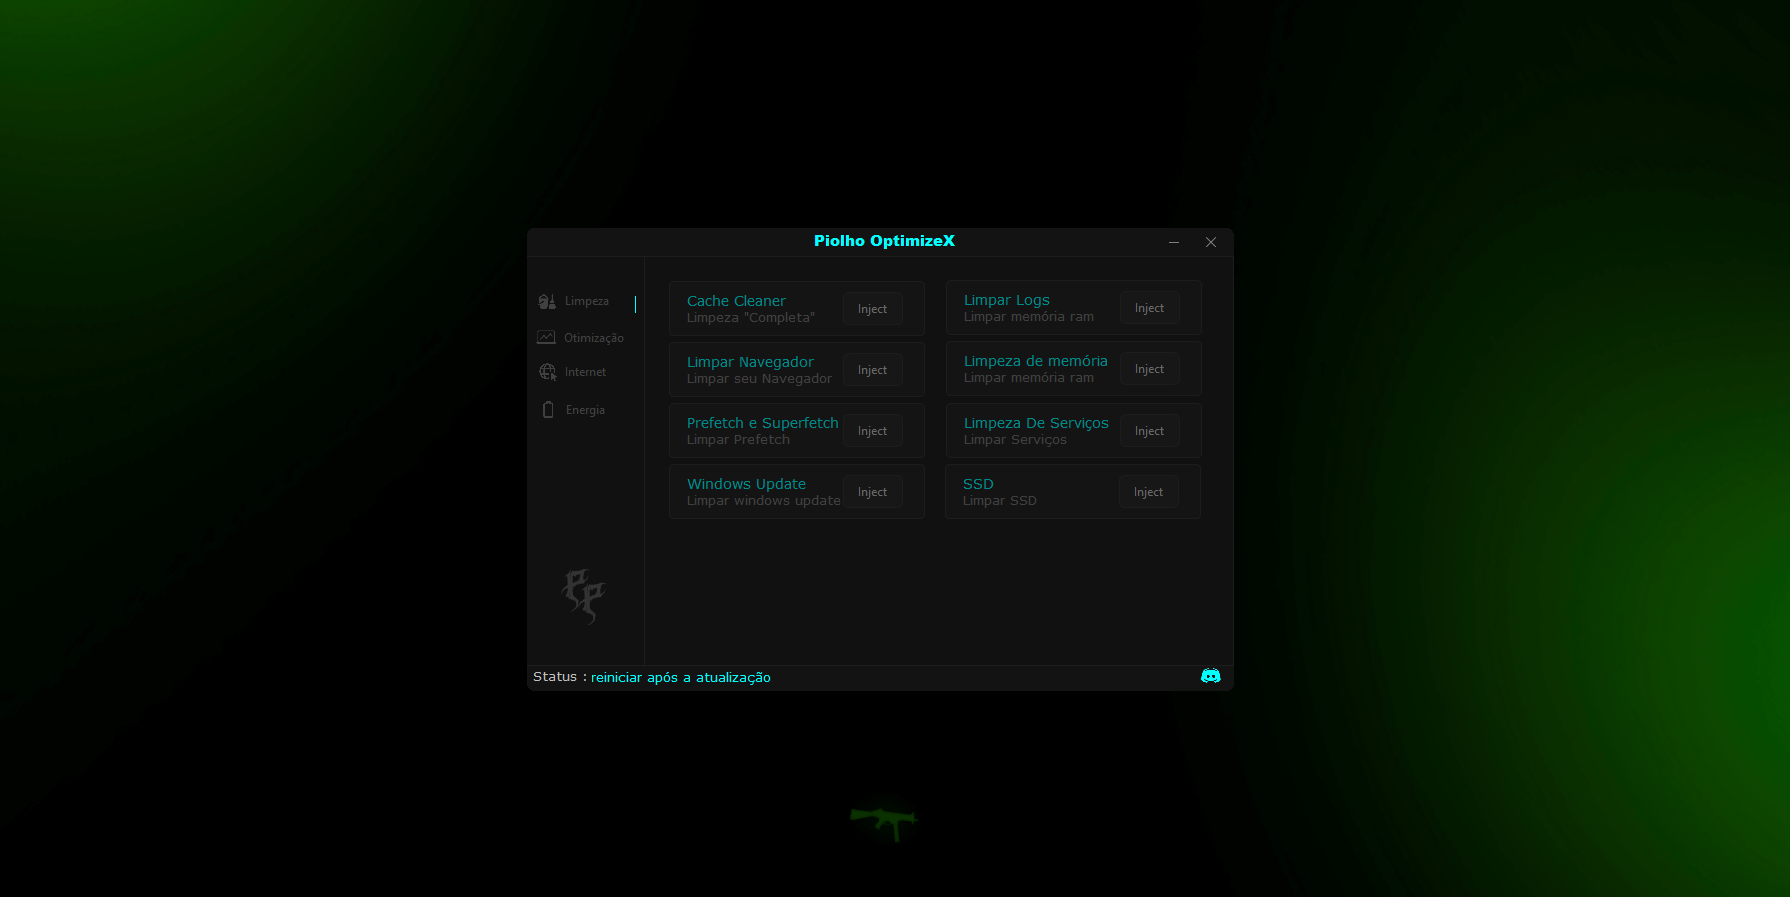 Piolho OptimizeX
Limpeza
Otimização
Internet
Energia
Cache Cleaner
Limpeza "Completa"
Inject
Limpar Logs
Limpar memória ram
Inject
Limpar Navegador
Limpar seu Navegador
Inject
Limpeza de memória
Limpar memória ram
Inject
Prefetch e Superfetch
Limpar Prefetch
Inject
Limpeza De Serviços
Limpar Serviços
Inject
Windows Update
Limpar windows update
Inject
SSD
Limpar SSD
Inject
PP
Status : reiniciar após a atualização